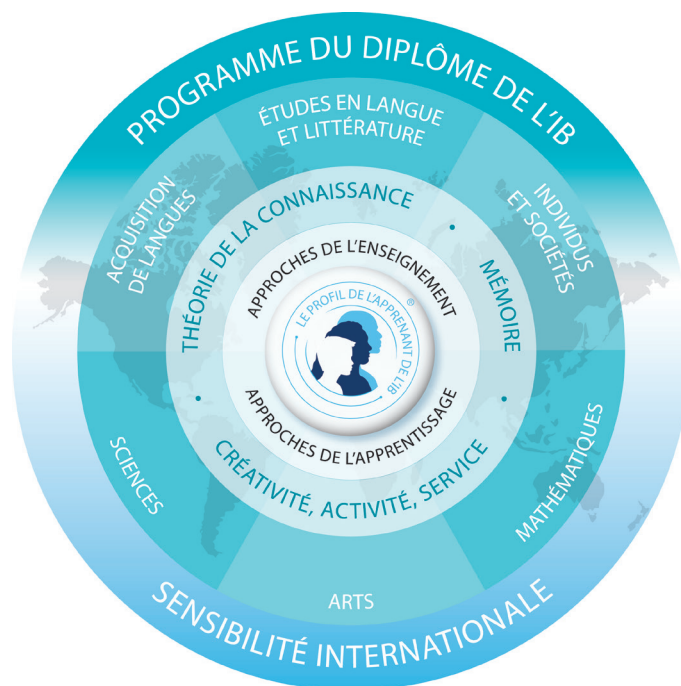 PROGRAMME DU DIPLÔME DE L'IB
ÉTUDES EN LANGUE
ET LITTÉRATURE
ACQUISITION
DE LANGUES
INDIVIDUS
ET SOCIÉTÉS
THÉORIE DE LA CONNAISSANCE
•
MÉMOIRE
APPROCHES DE L'ENSEIGNEMENT
LE PROFIL DE L'APPRENANT DE L'IB
®
APPROCHES DE L'APPRENTISSAGE
•
•
CRÉATIVITÉ, ACTIVITÉ, SERVICE
SCIENCES
MATHÉMATIQUES
ARTS
SENSIBILITÉ INTERNATIONALE